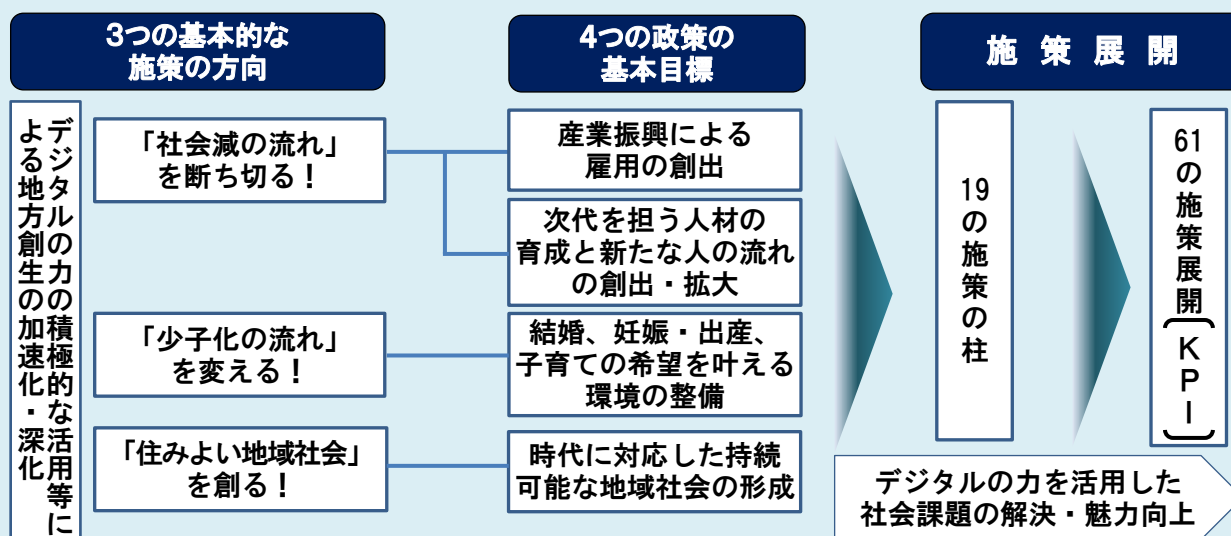 3つの基本的な
施策の方向
4つの政策の
基本目標
施策展開
デジタルの力の積極的な活用等に
よる地方創生の加速化・深化
「社会減の流れ」
を断ち切る！
産業振興による
雇用の創出
次代を担う人材の
育成と新たな人の流れ
の創出・拡大
「少子化の流れ」
を変える！
結婚、妊娠・出産、
子育ての希望を叶える
環境の整備
「住みよい地域社会」
を創る！
時代に対応した持続
可能な地域社会の形成
19の施策の柱
61の施策展開［KPI］
デジタルの力を活用した
社会課題の解決・魅力向上